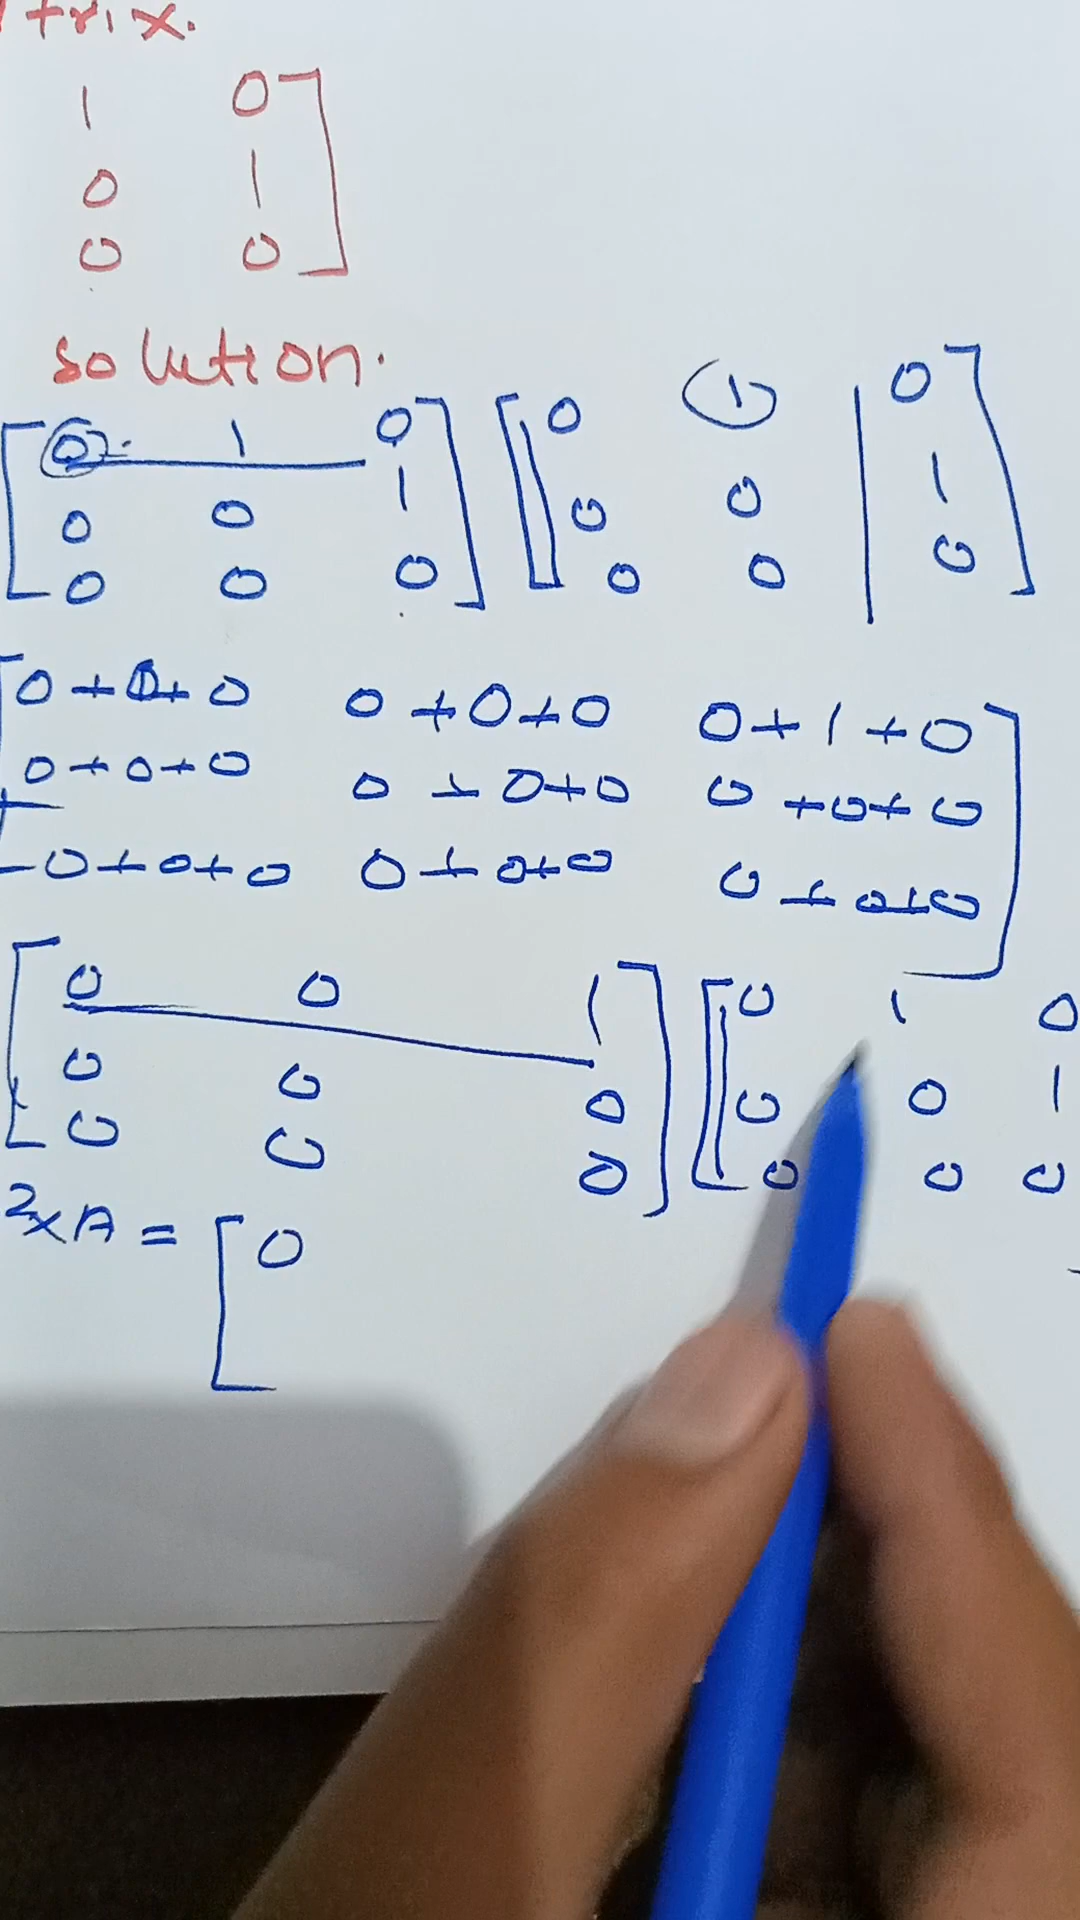 trix.
1 0
0 1
0 0
solution.
0 1 0 0 1 0
0 0 1 0 0 1
0 0 0 0 0 0
0+0+0 0+0+0 0+1+0
0+0+0 0+0+0 0+0+0
0+0+0 0+0+0 0+0+0
0 0 1 0 1 0
0 0 0 0 0 1
0 0 0 0 0 0
2xA = [0